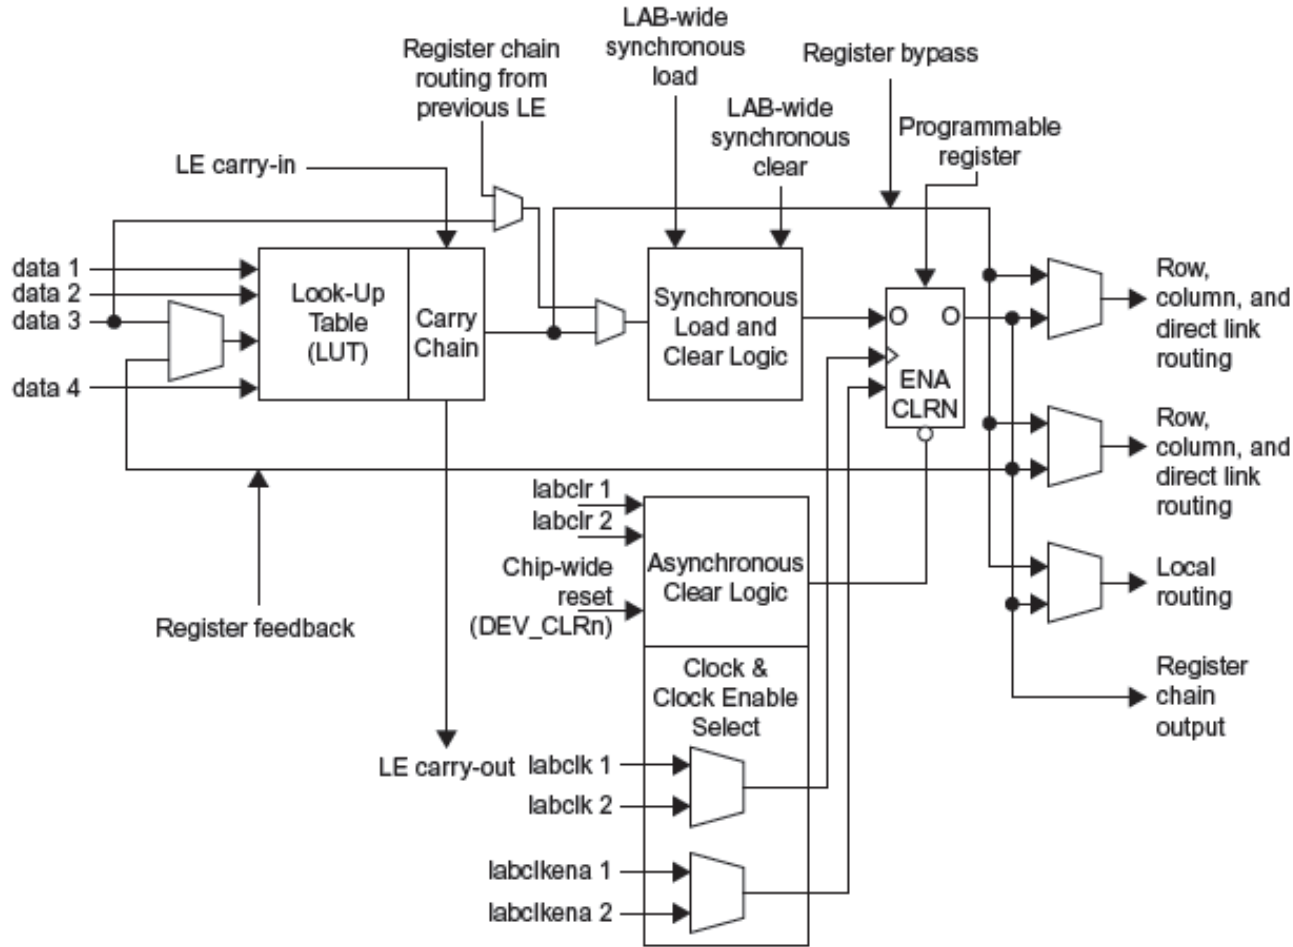 LAB-wide
synchronous
load
Register chain
routing from
previous LE
Register bypass
LAB-wide
synchronous
clear
Programmable
register
LE carry-in
data 1
data 2
data 3
data 4
Look-Up
Table
(LUT)
Carry
Chain
Synchronous
Load and
Clear Logic
O O
ENA
CLRN
Row,
column, and
direct link
routing
Row,
column, and
direct link
routing
Local
routing
Register
chain
output
Register feedback
labclr 1
labclr 2
Chip-wide
reset
(DEV_CLRn)
Asynchronous
Clear Logic
Clock &
Clock Enable
Select
LE carry-out
labclk 1
labclk 2
labclkena 1
labclkena 2